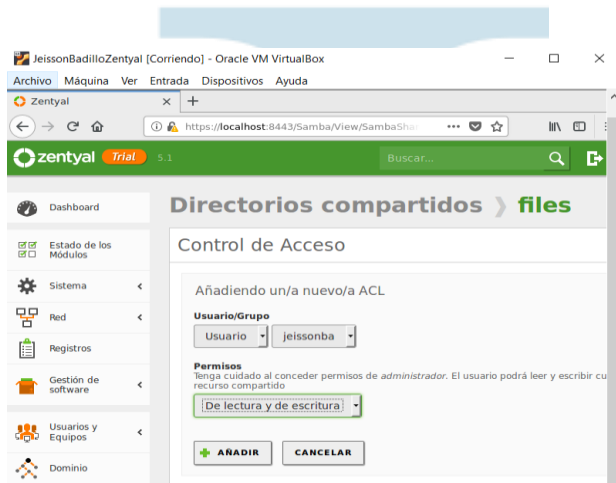 JeissonBadilloZentyal [Corriendo] - Oracle VM VirtualBox
Archivo Máquina Ver Entrada Dispositivos Ayuda
Zentyal
https://localhost:8443/Samba/View/SambaSha
zentyal Trial 5.1 Buscar...
Dashboard
Estado de los
Módulos
Sistema
Red
Registros
Gestión de
software
Usuarios y
Equipos
Dominio
Directorios compartidos files
Control de Acceso
Añadiendo un/a nuevo/a ACL
Usuario/Grupo
Usuario jeissonba
Permisos
Tenga cuidado al conceder permisos de administrador. El usuario podrá leer y escribir cu
recurso compartido
De lectura y de escritura
AÑADIR CANCELAR